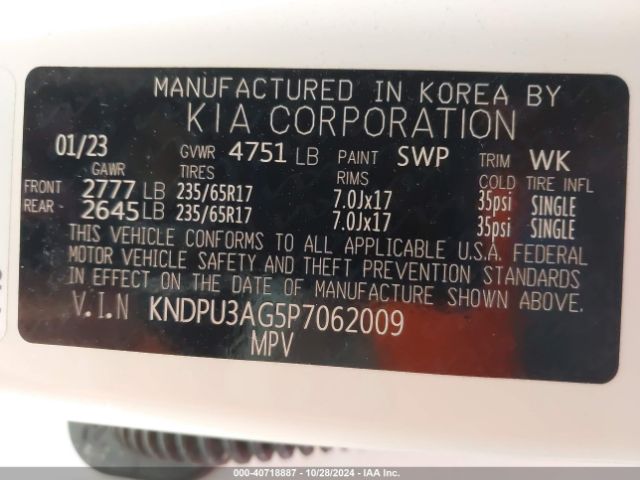 MANUFACTURED IN KOREA BY
KIA CORPORATION
01/23 GVWR 4751 LB PAINT SWP TRIM WK
GAWR TIRES RIMS COLD TIRE INFL
FRONT 2777 LB 235/65R17 7.0Jx17 35psi SINGLE
REAR 2645 LB 235/65R17 7.0Jx17 35psi SINGLE
THIS VEHICLE CONFORMS TO ALL APPLICABLE U.S.A. FEDERAL
MOTOR VEHICLE SAFETY AND THEFT PREVENTION STANDARDS
IN EFFECT ON THE DATE OF MANUFACTURE SHOWN ABOVE.
V.I.N KNDPU3AG5P7062009
MPV
000-40718887 - 10/28/2024 - IAA Inc.